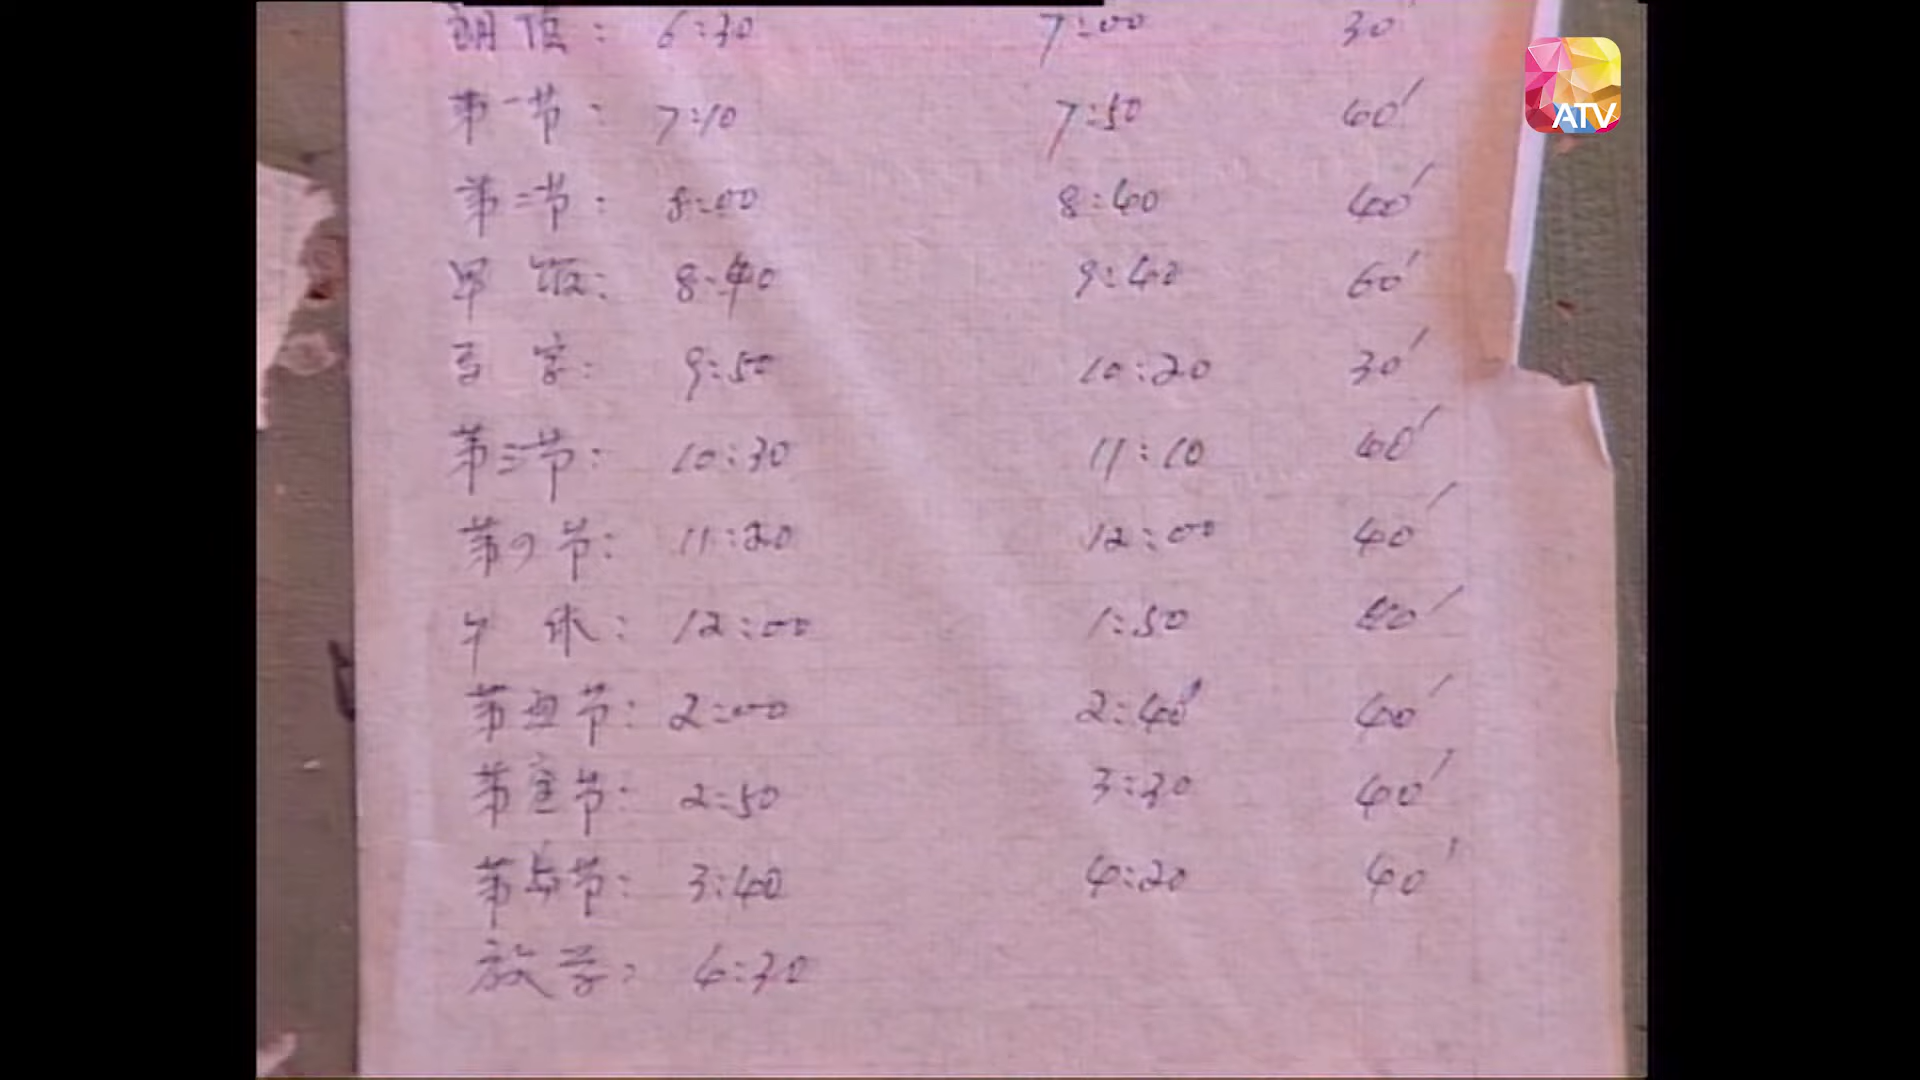 朗读: 6:30 7:00 30'
ATV
第一节: 7:10 7:50 40'
第二节: 8:00 8:40 40'
早饭: 8:40 9:40 60'
写字: 9:50 10:20 30'
第三节: 10:30 11:10 40'
第四节: 11:20 12:00 40'
午休: 12:00 1:50
第 节: 2:00 2:40' 40'
第 节: 2:50 3:30 40'
第 节: 3:40 4:20 40'
放学: 4:30